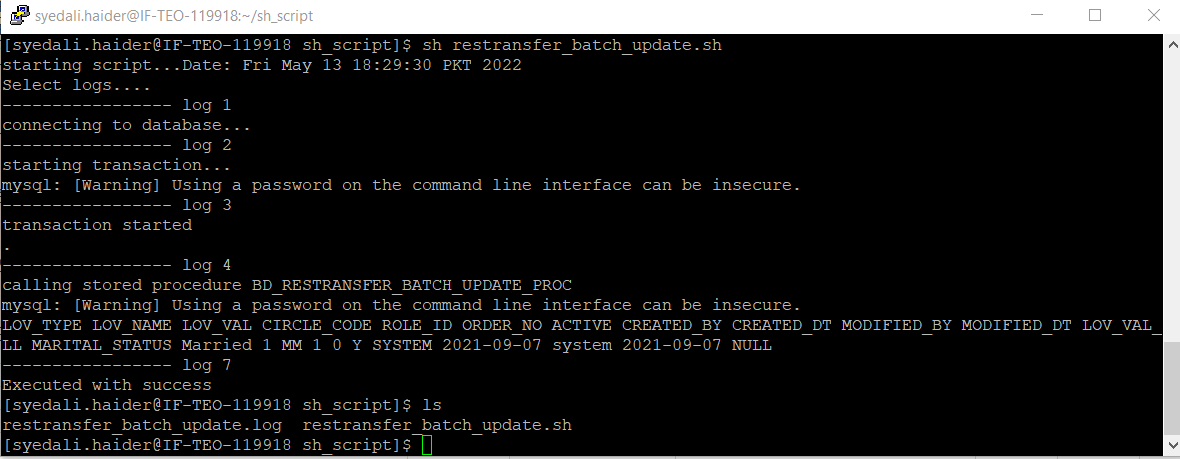 syedali.haider@IF-TEO-119918:~/sh_script
[syedali.haider@IF-TEO-119918 sh_script]$ sh restransfer_batch_update.sh
starting script...Date: Fri May 13 18:29:30 PKT 2022
Select logs....
----------------- log 1
connecting to database...
----------------- log 2
starting transaction...
mysql: [Warning] Using a password on the command line interface can be insecure.
----------------- log 3
transaction started
.
----------------- log 4
calling stored procedure BD_RESTRANSFER_BATCH_UPDATE_PROC
mysql: [Warning] Using a password on the command line interface can be insecure.
LOV_TYPE LOV_NAME LOV_VAL CIRCLE_CODE ROLE_ID ORDER_NO ACTIVE CREATED_BY CREATED_DT MODIFIED_BY MODIFIED_DT LOV_VAL_
LL MARITAL_STATUS Married 1 MM 1 0 Y SYSTEM 2021-09-07 system 2021-09-07 NULL
----------------- log 7
Executed with success
[syedali.haider@IF-TEO-119918 sh_script]$ ls
restransfer_batch_update.log  restransfer_batch_update.sh
[syedali.haider@IF-TEO-119918 sh_script]$